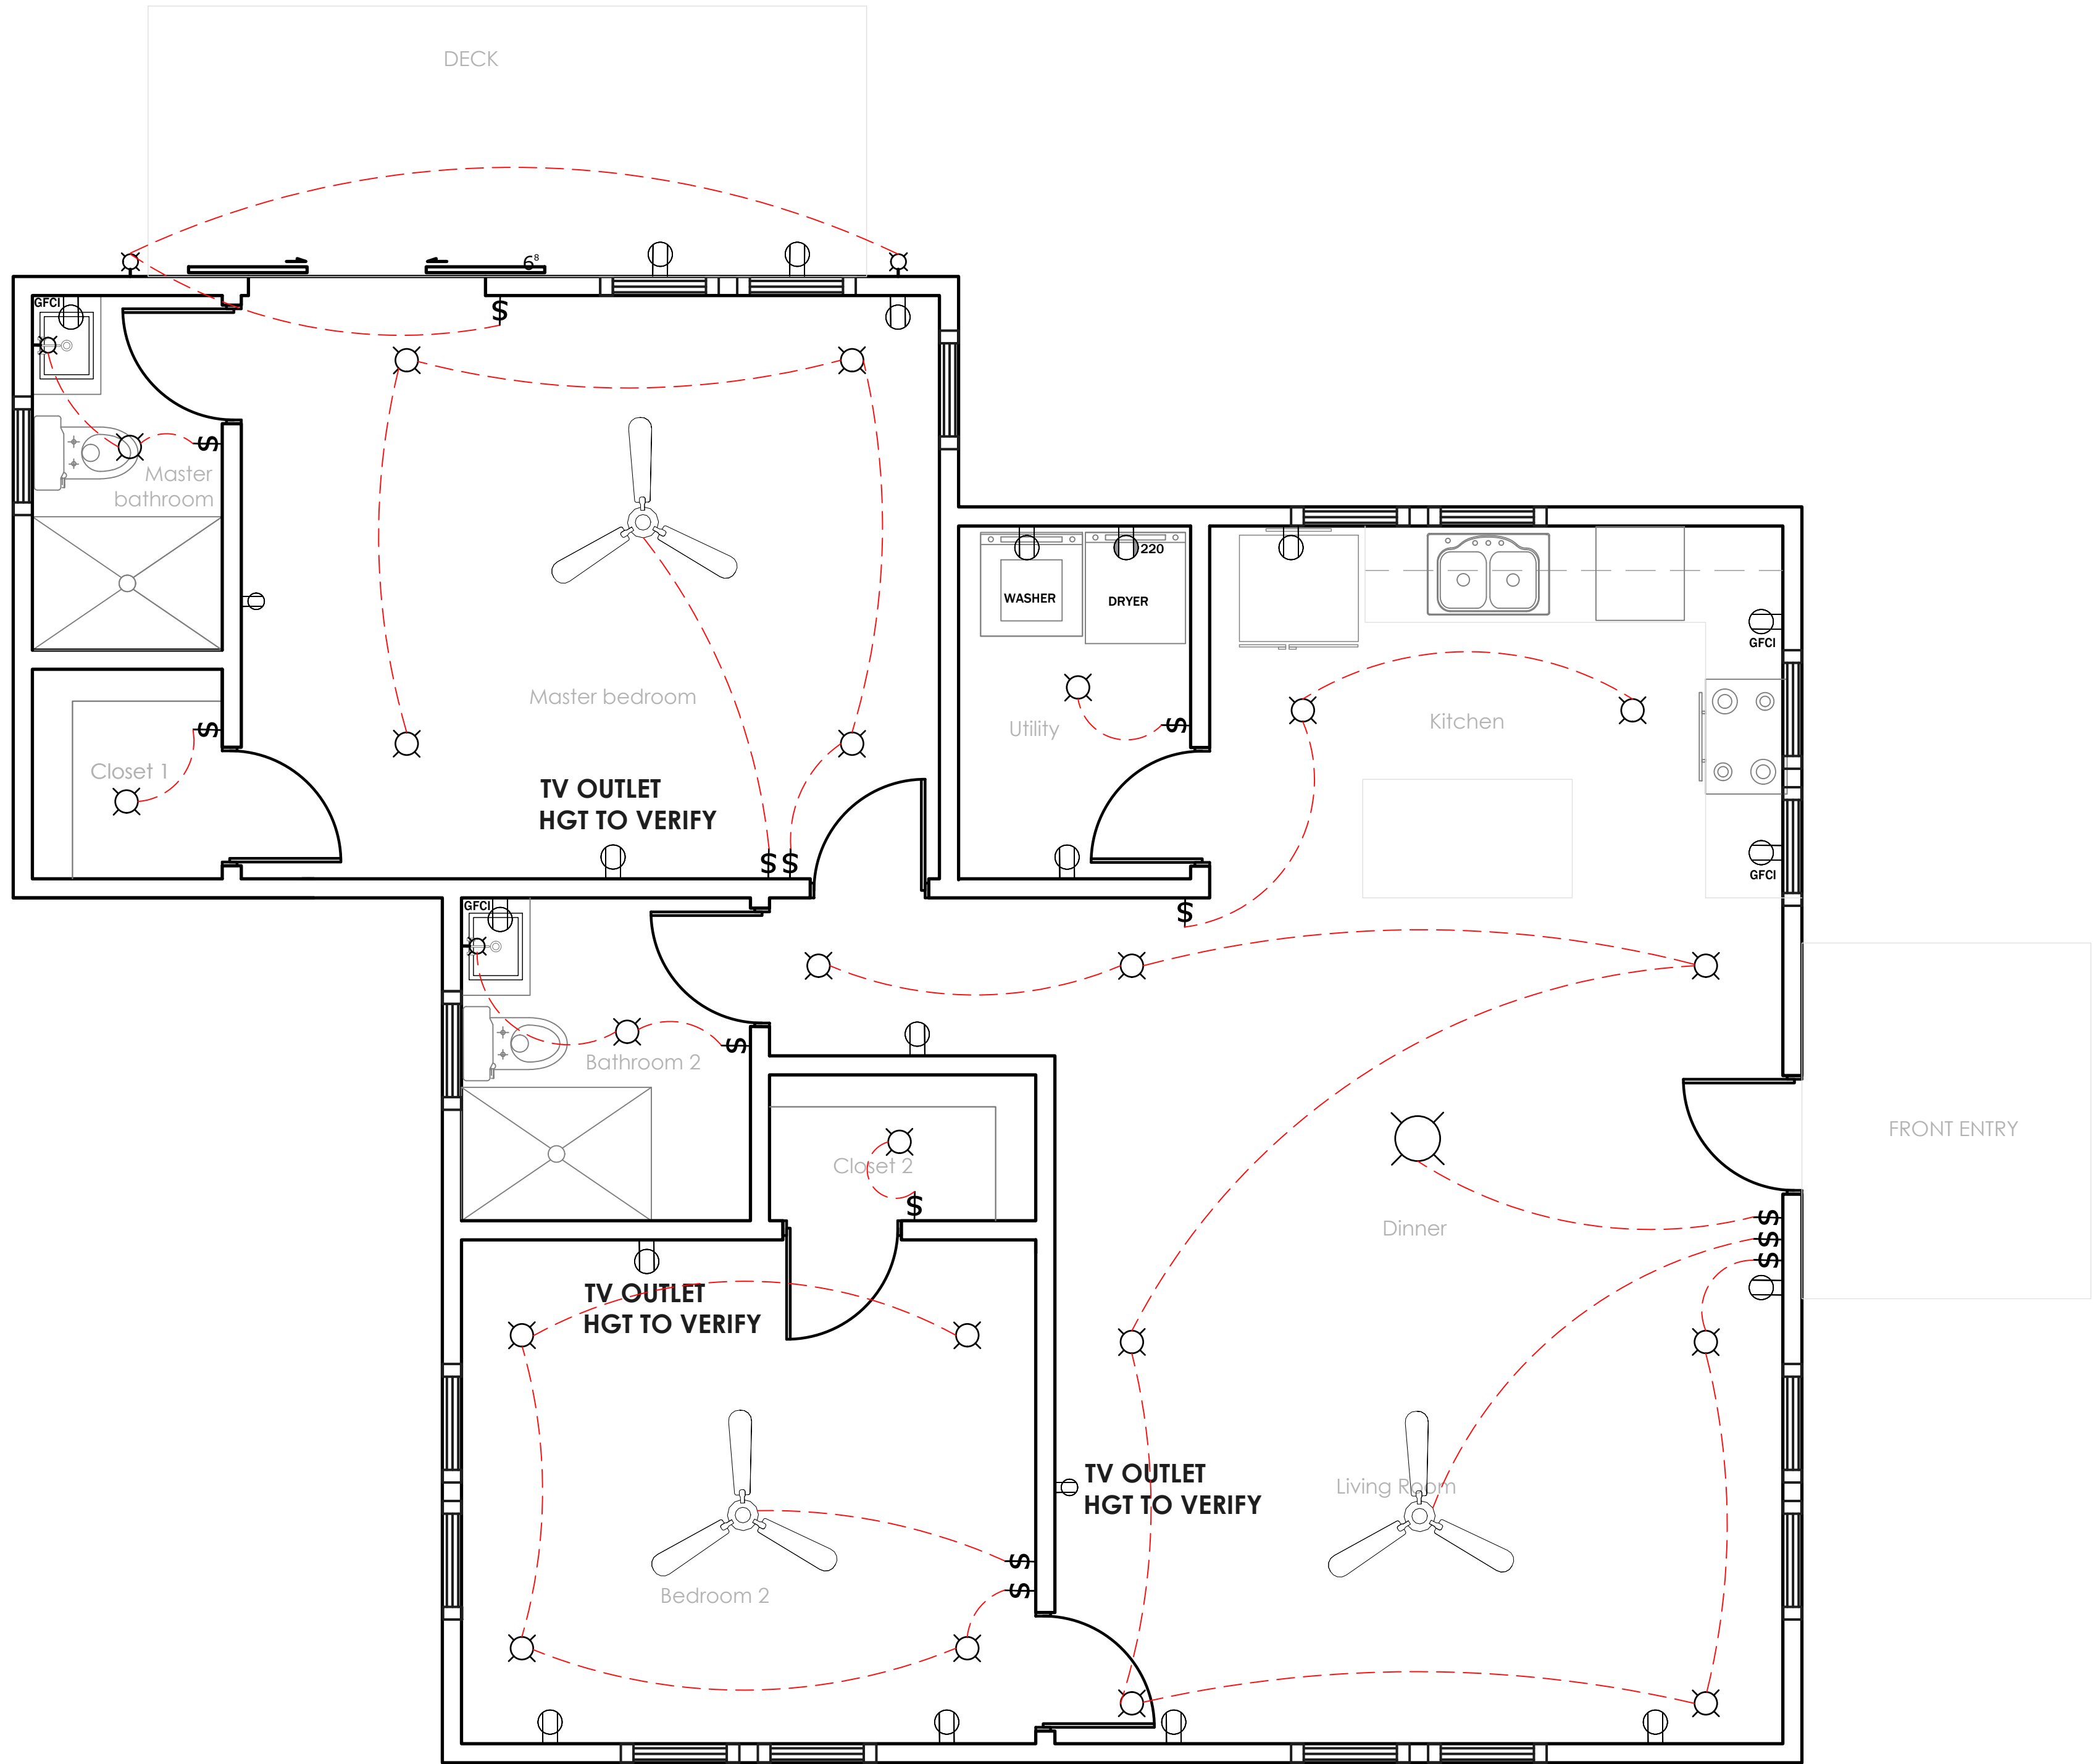 DECK
6⁸
$
GFCI
$
Master
bathroom
220
WASHER
DRYER
GFCI
Master bedroom
Utility
$
$
Kitchen
Closet 1
TV OUTLET
HGT TO VERIFY
$$
GFCI
GFCI
$
$
Bathroom 2
FRONT ENTRY
Closet 2
$
$
$
$
Dinner
TV OUTLET
HGT TO VERIFY
TV OUTLET
HGT TO VERIFY
Living Room
$
$
Bedroom 2